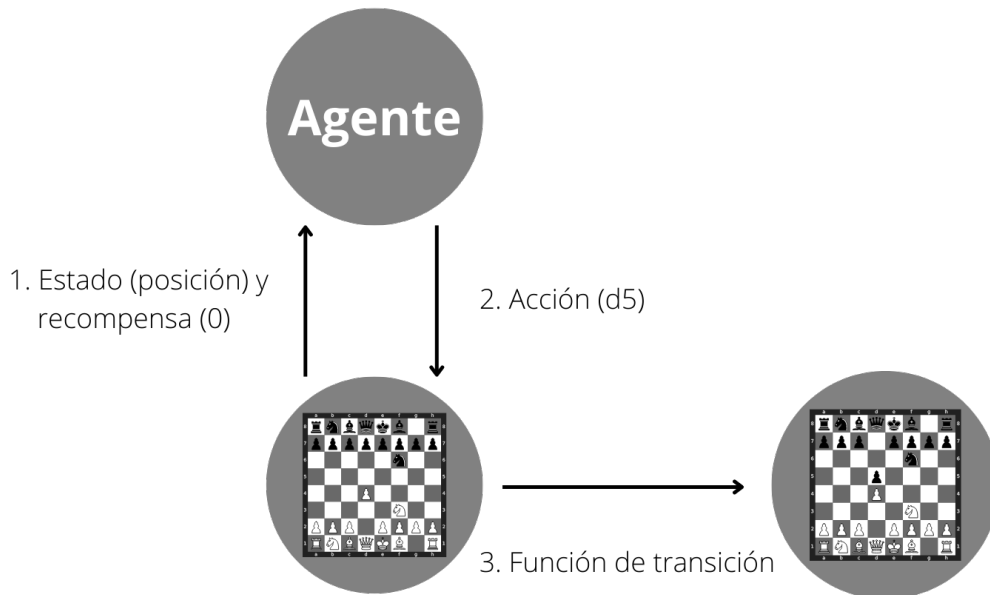 Agente
1. Estado (posición) y
recompensa (0)
2. Acción (d5)
3. Función de transición